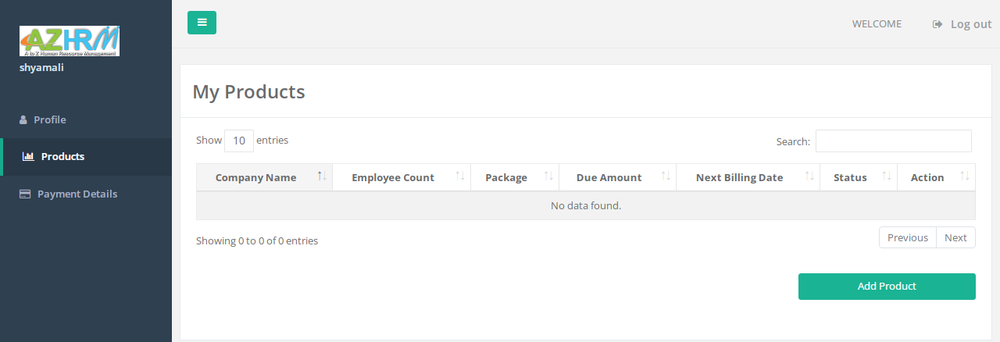 AZHRM
A to Z Human Resource Management
shyamali
Profile
Products
Payment Details
WELCOME
Log out
My Products
Show 10 entries
Search:
Company Name Employee Count Package Due Amount Next Billing Date Status Action
No data found.
Showing 0 to 0 of 0 entries
Previous Next
Add Product